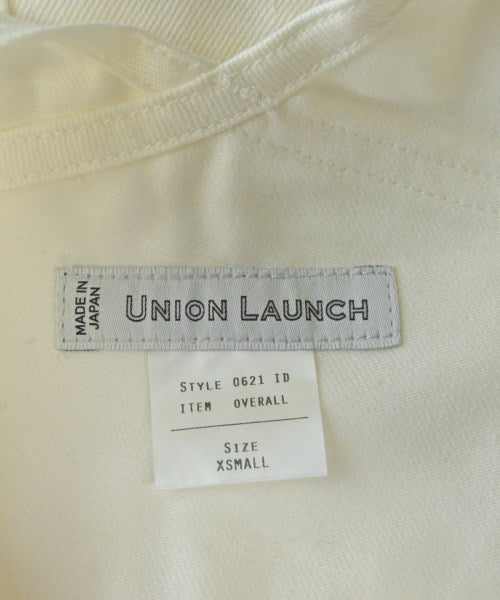 MADE IN
JAPAN
UNION LAUNCH
STYLE 0621 ID
ITEM OVERALL
SIZE
XSMALL